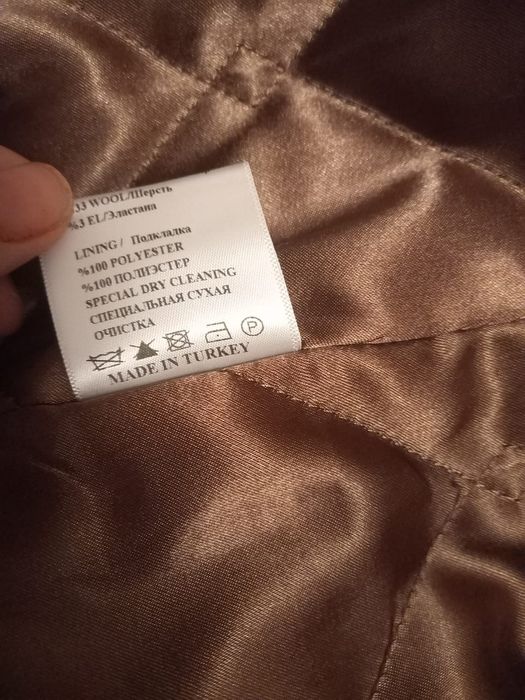 %33 WOOL/Шерсть
%3 EL/Эластана
LINING / Подкладка
%100 POLYESTER
%100 ПОЛИЭСТЕР
SPECIAL DRY CLEANING
СПЕЦИАЛЬНАЯ СУХАЯ
ОЧИСТКА
P
MADE IN TURKEY